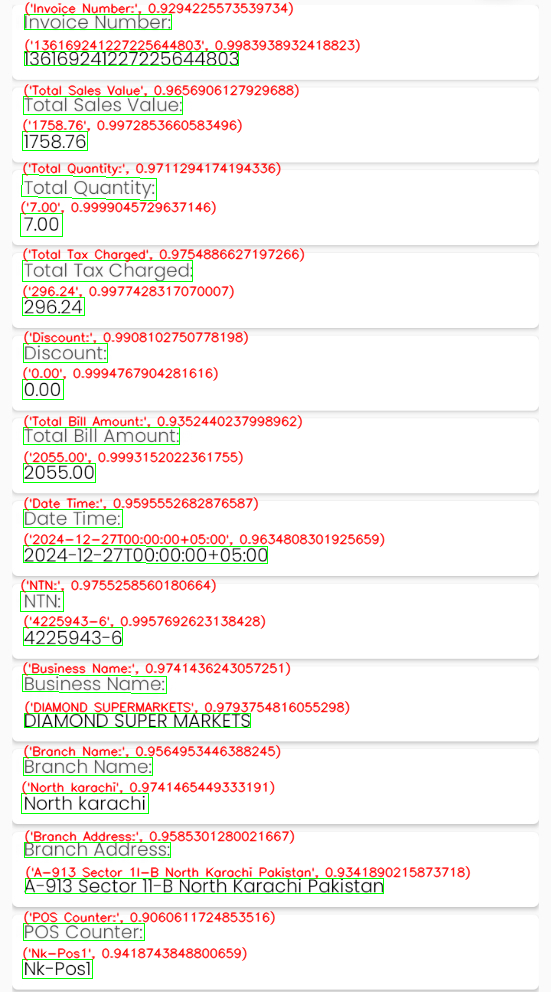 ('Invoice Number:', 0.9294225573539734)
Invoice Number:
('136169241227225644803', 0.9983938932418823)
136169241227225644803
('Total Sales Value', 0.9656906127929688)
Total Sales Value:
('1758.76', 0.9972853660583496)
1758.76
('Total Quantity:', 0.9711294174194336)
Total Quantity:
('7.00', 0.9999045729637146)
7.00
('Total Tax Charged', 0.9754886627197266)
Total Tax Charged:
('296.24', 0.9977428317070007)
296.24
('Discount:', 0.9908102750778198)
Discount:
('0.00', 0.9994767904281616)
0.00
('Total Bill Amount:', 0.9352440237998962)
Total Bill Amount:
('2055.00', 0.9993152022361755)
2055.00
('Date Time:', 0.9595552682876587)
Date Time:
('2024-12-27T00:00:00+05:00', 0.9634808301925659)
2024-12-27T00:00:00+05:00
('NTN:', 0.9755258560180664)
NTN:
('4225943-6', 0.9957692623138428)
4225943-6
('Business Name:', 0.9741436243057251)
Business Name:
('DIAMOND SUPERMARKETS', 0.9793754816055298)
DIAMOND SUPER MARKETS
('Branch Name:', 0.9564953446388245)
Branch Name:
('North karachi', 0.9741465449333191)
North karachi
('Branch Address:', 0.9585301280021667)
Branch Address:
('A-913 Sector 1I-B North Karachi Pakistan', 0.9341890215873718)
A-913 Sector 11-B North Karachi Pakistan
('POS Counter:', 0.9060611724853516)
POS Counter:
('Nk-Pos1', 0.9418743848800659)
Nk-Pos1